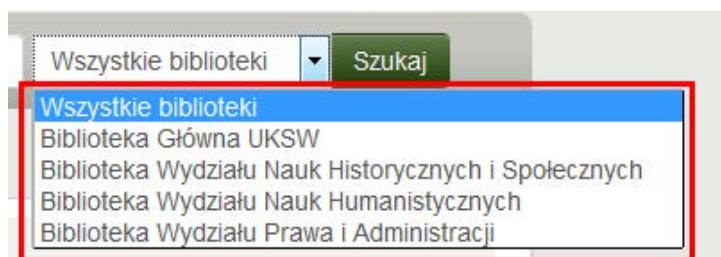 Wszystkie biblioteki Szukaj
Wszystkie biblioteki
Biblioteka Główna UKSW
Biblioteka Wydziału Nauk Historycznych i Społecznych
Biblioteka Wydziału Nauk Humanistycznych
Biblioteka Wydziału Prawa i Administracji